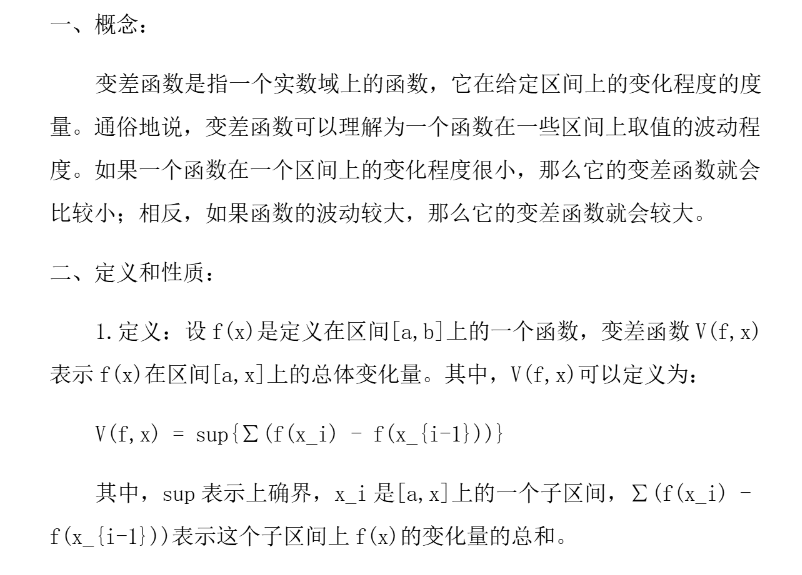 一、概念：
变差函数是指一个实数域上的函数，它在给定区间上的变化程度的度
量。通俗地说，变差函数可以理解为一个函数在一些区间上取值的波动程
度。如果一个函数在一个区间上的变化程度很小，那么它的变差函数就会
比较小；相反，如果函数的波动较大，那么它的变差函数就会较大。
二、定义和性质：
1.定义：设 f(x)是定义在区间[a,b]上的一个函数，变差函数 V(f,x)
表示 f(x)在区间[a,x]上的总体变化量。其中，V(f,x)可以定义为：
V(f,x) = sup{∑(f(x_i) - f(x_{i-1}))}
其中，sup 表示上确界，x_i 是[a,x]上的一个子区间，∑(f(x_i) -
f(x_{i-1}))表示这个子区间上 f(x)的变化量的总和。